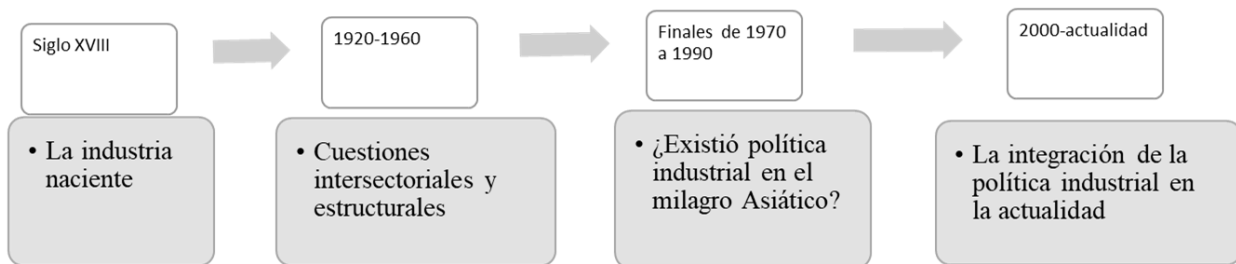 Siglo XVIII
• La industria
naciente
1920-1960
• Cuestiones
intersectoriales y
estructurales
Finales de 1970
a 1990
• ¿Existió política
industrial en el
milagro Asiático?
2000-actualidad
• La integración de la
política industrial en
la actualidad